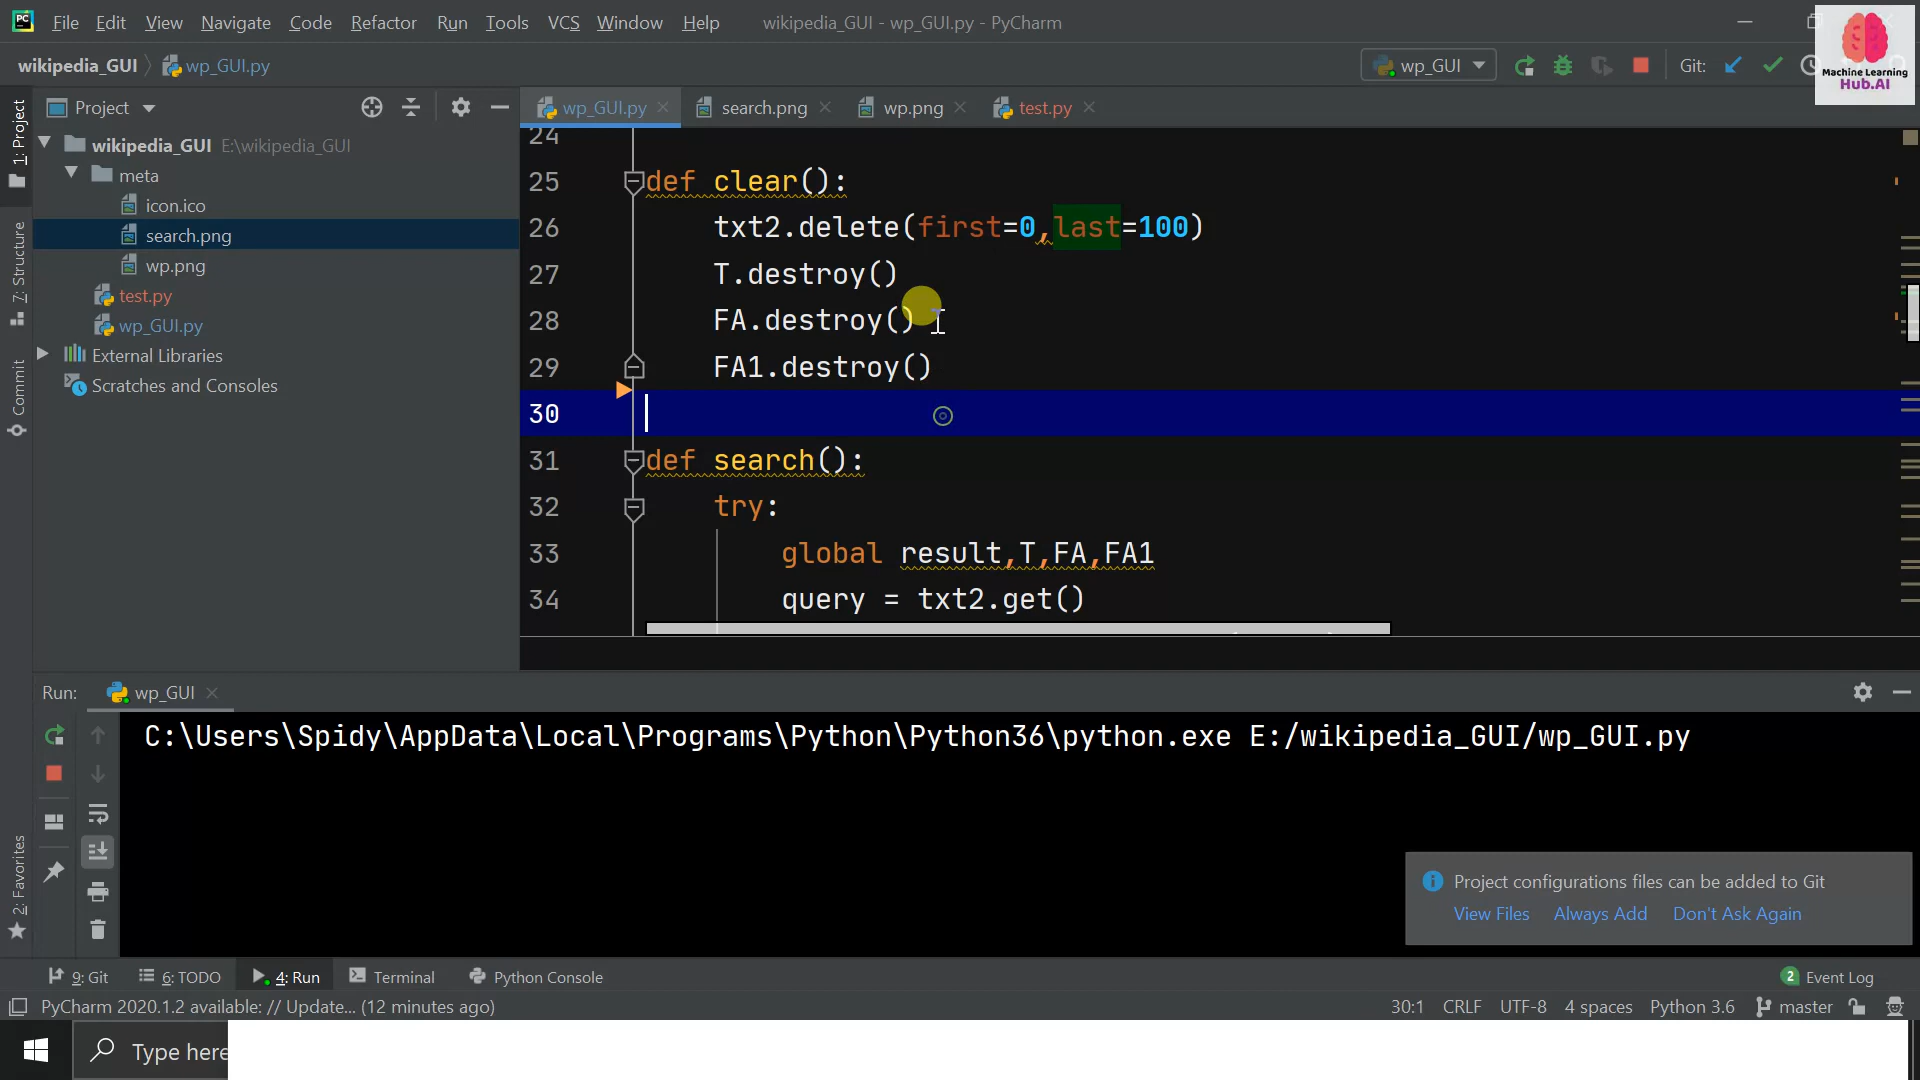 PC File Edit View Navigate Code Refactor Run Tools VCS Window Help wikipedia_GUI - wp_GUI.py - PyCharm
Machine Learning
Hub.AI
wikipedia_GUI wp_GUI.py wp_GUI Git:
1: Project
7: Structure
Commit
2: Favorites
Project
wikipedia_GUI E:\wikipedia_GUI
meta
icon.ico
search.png
wp.png
test.py
wp_GUI.py
External Libraries
Scratches and Consoles
wp_GUI.py search.png wp.png test.py
24
25 def clear():
26 txt2.delete(first=0,last=100)
27 T.destroy()
28 FA.destroy()
29 FA1.destroy()
30
31 def search():
32 try:
33 global result,T,FA,FA1
34 query = txt2.get()
Run: wp_GUI
C:\Users\Spidy\AppData\Local\Programs\Python\Python36\python.exe E:/wikipedia_GUI/wp_GUI.py
Project configurations files can be added to Git
View Files Always Add Don't Ask Again
9: Git 6: TODO 4: Run Terminal Python Console 2 Event Log
PyCharm 2020.1.2 available: // Update... (12 minutes ago) 30:1 CRLF UTF-8 4 spaces Python 3.6 master
Type here